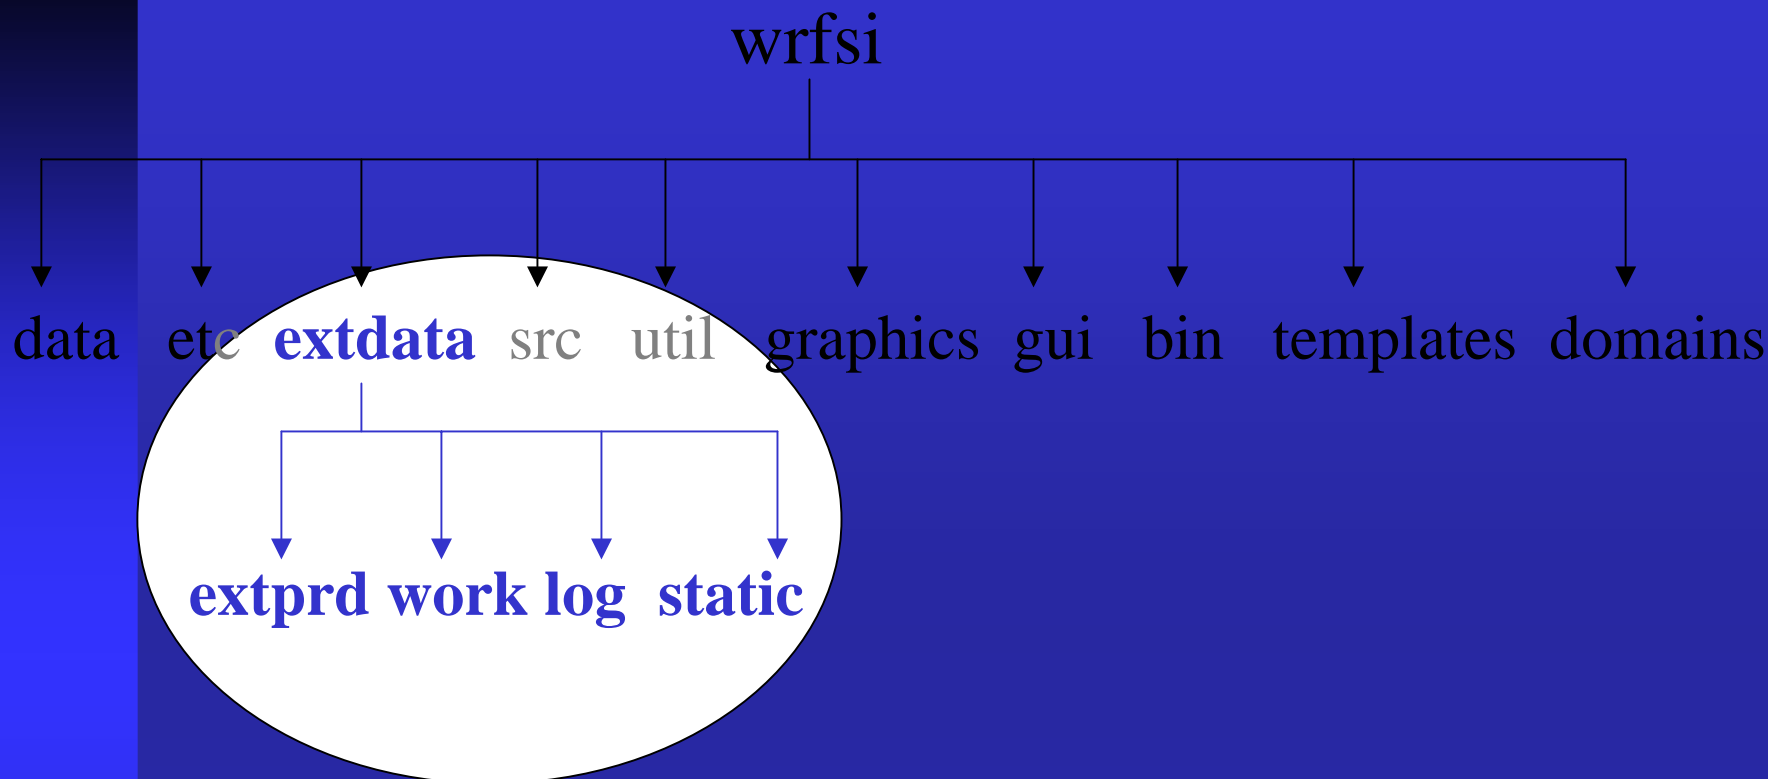 wrfsi
data etc extdata src util graphics gui bin templates domains
extprd work log static